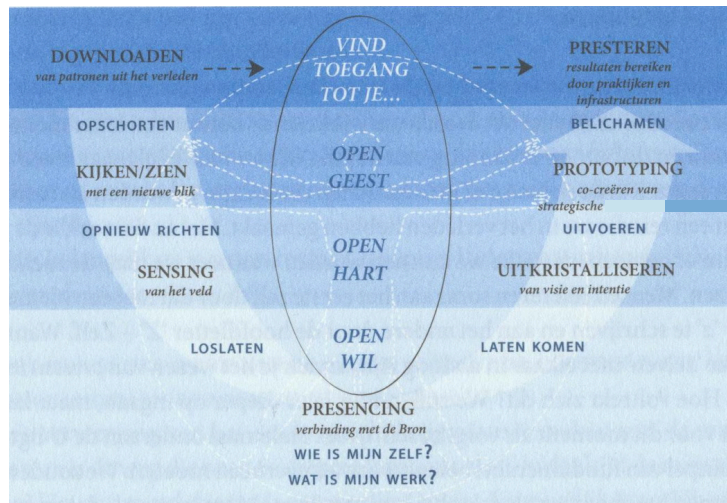 DOWNLOADEN
van patronen uit het verleden
VIND
TOEGANG
TOT JE...
PRESTEREN
resultaten bereiken
door praktijken en
infrastructuren
OPSCHORTEN
BELICHAMEN
KIJKEN/ZIEN
met een nieuwe blik
OPEN
GEEST
PROTOTYPING
co-creëren van
strategische
OPNIEUW RICHTEN
UITVOEREN
SENSING
van het veld
OPEN
HART
UITKRISTALLISEREN
van visie en intentie
LOSLATEN
OPEN
WIL
LATEN KOMEN
PRESENCING
verbinding met de Bron
WIE IS MIJN ZELF?
WAT IS MIJN WERK?